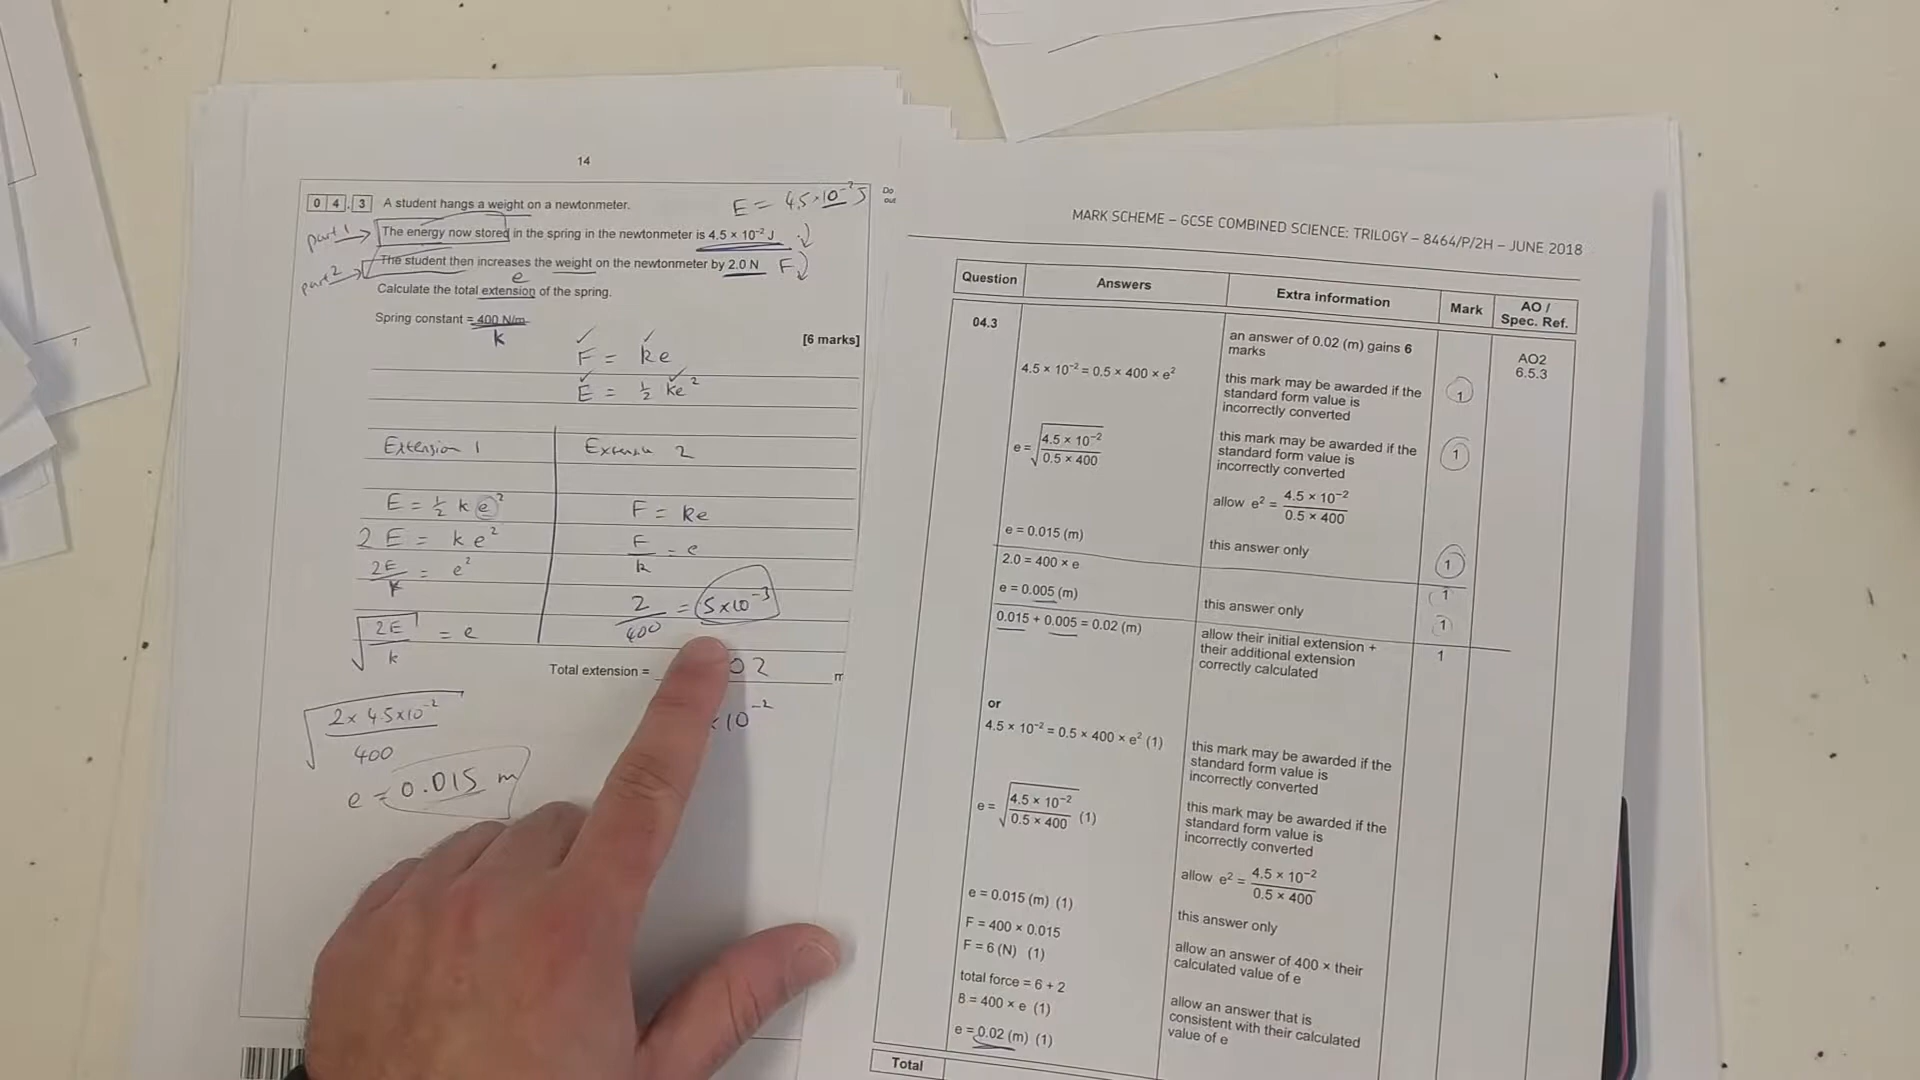 14
04.3 A student hangs a weight on a newtonmeter.
E = 4.5×10⁻² J
Do
out
part 1
The energy now stored in the spring in the newtonmeter is 4.5 × 10⁻² J
part 2
The student then increases the weight on the newtonmeter by 2.0 N
F
e
Calculate the total extension of the spring.
Spring constant = 400 N/m
k
[6 marks]
F = ke
E = ½ ke²
Extension 1
E = ½ ke²
2E = ke²
2E/k = e²
√(2E/k) = e
Extension 2
F = ke
F/k = e
2/400 = 5×10⁻³
Total extension =
02
m
×10⁻²
√(2 × 4.5×10⁻²/400)
e = 0.015 m
7
MARK SCHEME – GCSE COMBINED SCIENCE: TRILOGY – 8464/P/2H – JUNE 2018
Question Answers Extra information Mark AO / Spec. Ref.
04.3
an answer of 0.02 (m) gains 6
marks
AO2
6.5.3
4.5 × 10⁻² = 0.5 × 400 × e²
this mark may be awarded if the
standard form value is
incorrectly converted
1
e = √(4.5 × 10⁻²/0.5 × 400)
this mark may be awarded if the
standard form value is
incorrectly converted
1
allow e² = 4.5 × 10⁻²/0.5 × 400
e = 0.015 (m)
this answer only
1
2.0 = 400 × e
1
e = 0.005 (m)
this answer only
1
0.015 + 0.005 = 0.02 (m)
allow their initial extension +
their additional extension
correctly calculated
1
or
4.5 × 10⁻² = 0.5 × 400 × e² (1)
this mark may be awarded if the
standard form value is
incorrectly converted
e = √(4.5 × 10⁻²/0.5 × 400) (1)
this mark may be awarded if the
standard form value is
incorrectly converted
allow e² = 4.5 × 10⁻²/0.5 × 400
e = 0.015 (m) (1)
this answer only
F = 400 × 0.015
F = 6 (N) (1)
allow an answer of 400 × their
calculated value of e
total force = 6 + 2
8 = 400 × e (1)
e = 0.02 (m) (1)
allow an answer that is
consistent with their calculated
value of e
Total